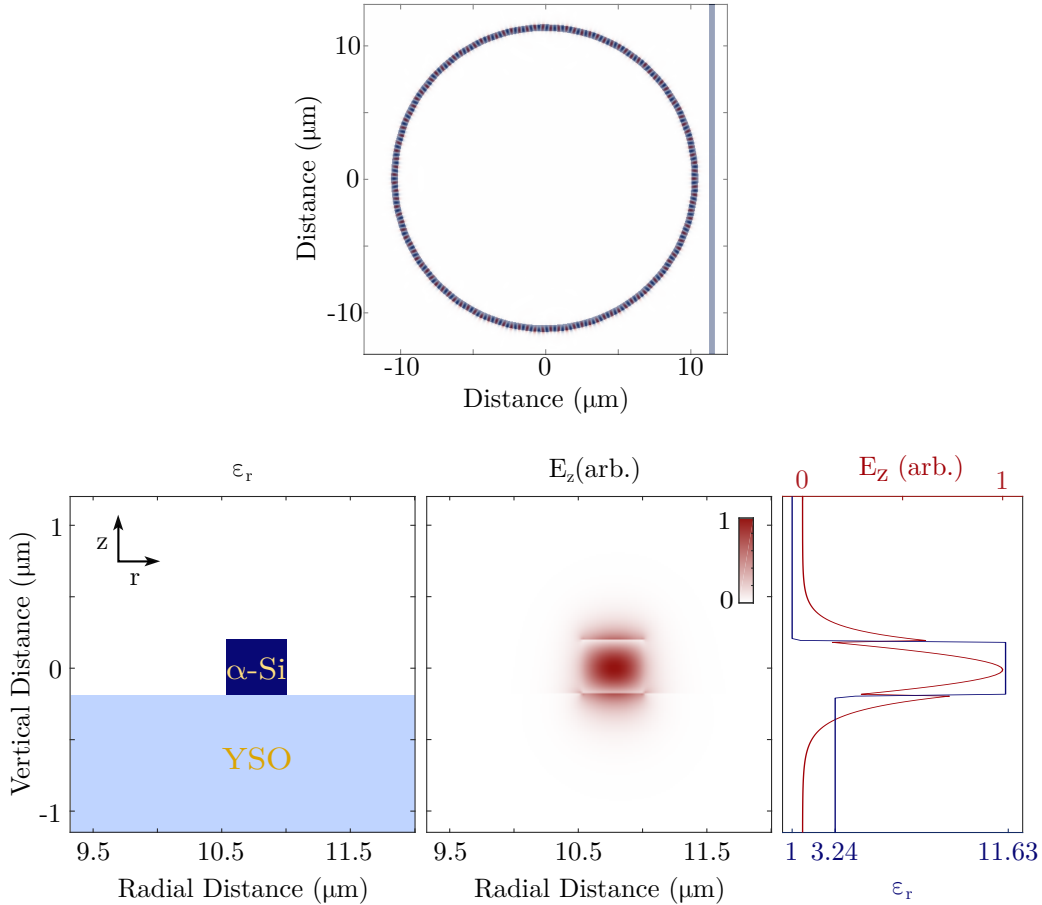 10
0
-10
Distance (μm)
-10
0
10
Distance (μm)
εr
Ez(arb.)
EZ (arb.)
0
1
1
0
-1
Vertical Distance (μm)
z
r
α-Si
YSO
1
0
9.5
10.5
11.5
Radial Distance (μm)
9.5
10.5
11.5
Radial Distance (μm)
1
3.24
11.63
εr